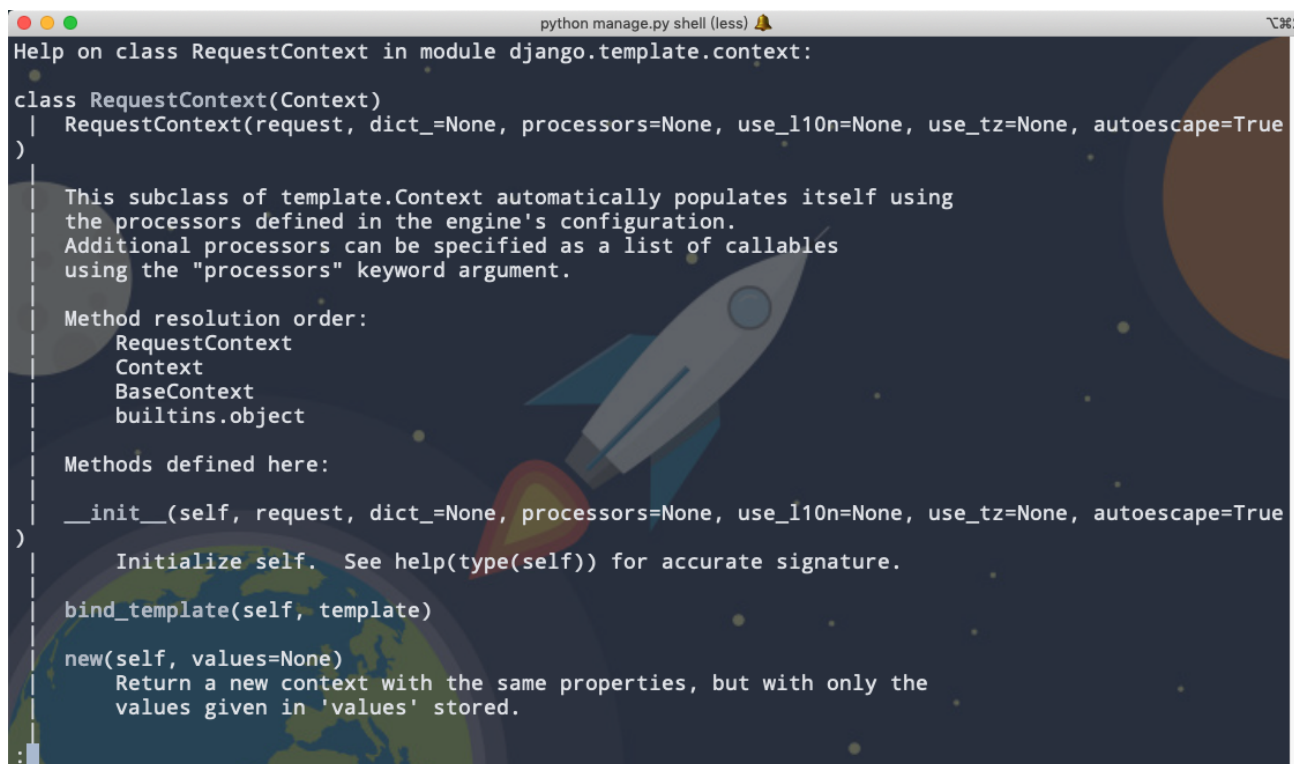 python manage.py shell (less) 🔔
⌥⌘
Help on class RequestContext in module django.template.context:
class RequestContext(Context)
 |  RequestContext(request, dict_=None, processors=None, use_l10n=None, use_tz=None, autoescape=True
)
 |
 |  This subclass of template.Context automatically populates itself using
 |  the processors defined in the engine's configuration.
 |  Additional processors can be specified as a list of callables
 |  using the "processors" keyword argument.
 |
 |  Method resolution order:
 |      RequestContext
 |      Context
 |      BaseContext
 |      builtins.object
 |
 |  Methods defined here:
 |
 |  __init__(self, request, dict_=None, processors=None, use_l10n=None, use_tz=None, autoescape=True
)
 |      Initialize self.  See help(type(self)) for accurate signature.
 |
 |  bind_template(self, template)
 |
 |  new(self, values=None)
 |      Return a new context with the same properties, but with only the
 |      values given in 'values' stored.
 |
: